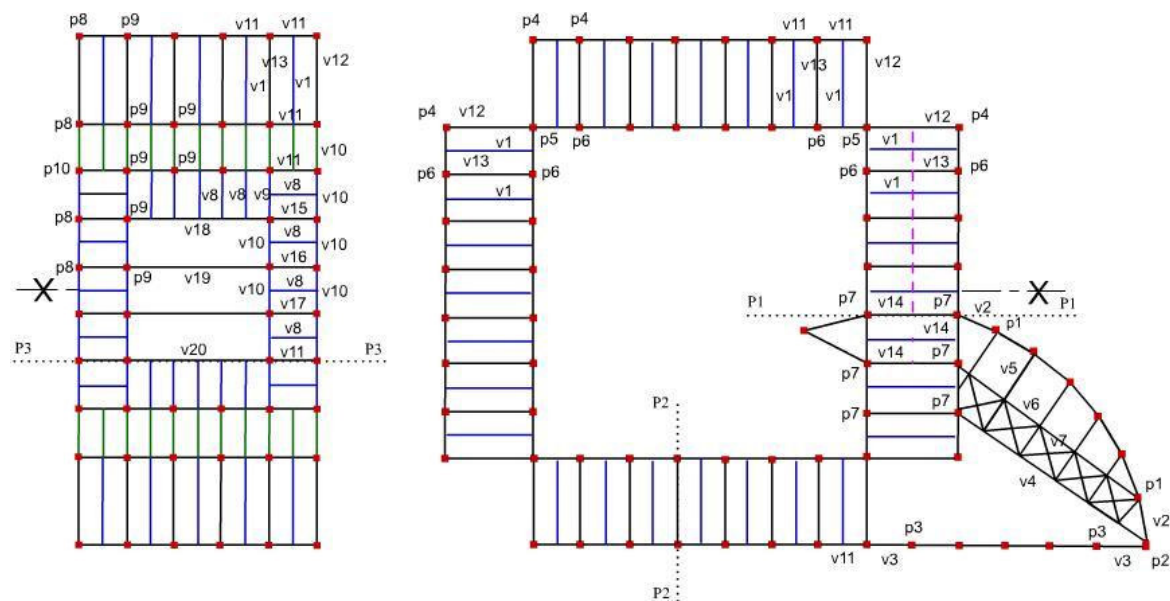 p8 p9 v11 v11
v13 v12
v1 v1
p9 p9 v11
p8
p9 p9 v11 v10
p10
v8 v8 v9 v8 v10
p9 v15
p8
v18 v10 v8 v10
v16
p8 p9 v19
X v10 v8 v10
v17
v8
P3 v20 v11 P3
p4 p4 v11 v11
v13 v12
v1 v1
p4 v12 v12 p4
p5 p6 p6 p5
v1 v1
p6 v13 p6 p6 v13 p6
v1 v1
X
P1 p7 v14 p7 v2 P1
p1
v14 v5
v14 p7
p7
P2 p7 p7 v6
v7
v4
p1
v2
p3 p3
v11 v3 v3 p2
P2